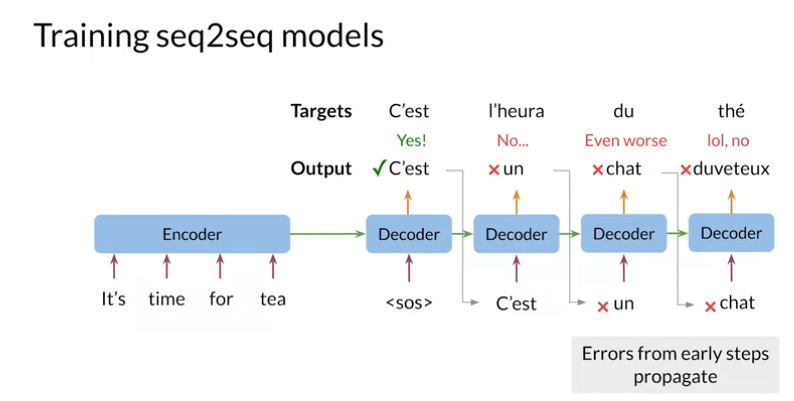 Training seq2seq models
Targets C'est l'heura du thé
Yes! No... Even worse lol, no
Output ✓C'est ×un ×chat ×duveteux
Encoder Decoder Decoder Decoder Decoder
It's time for tea <sos> C'est ×un ×chat
Errors from early steps
propagate